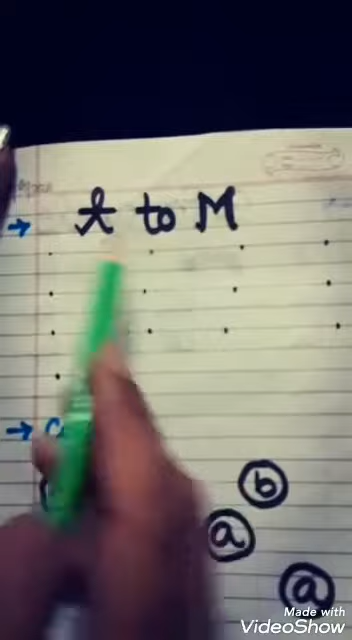 → A to M
→ C
b
a
a
Made with
VideoShow